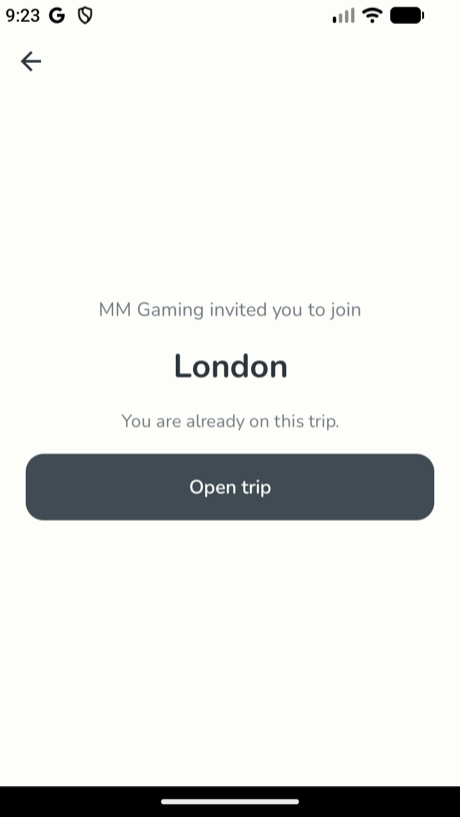 9:23
MM Gaming invited you to join
London
You are already on this trip.
Open trip